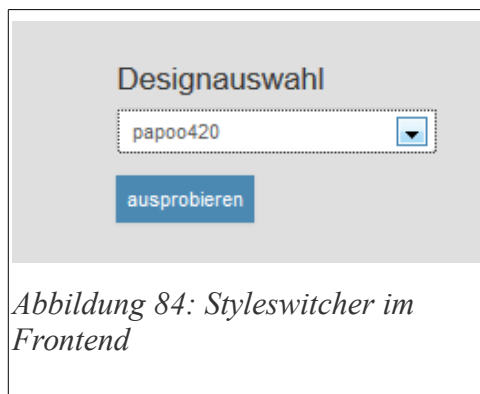 Designauswahl
papoo420
ausprobieren
Abbildung 84: Styleswitcher im
Frontend